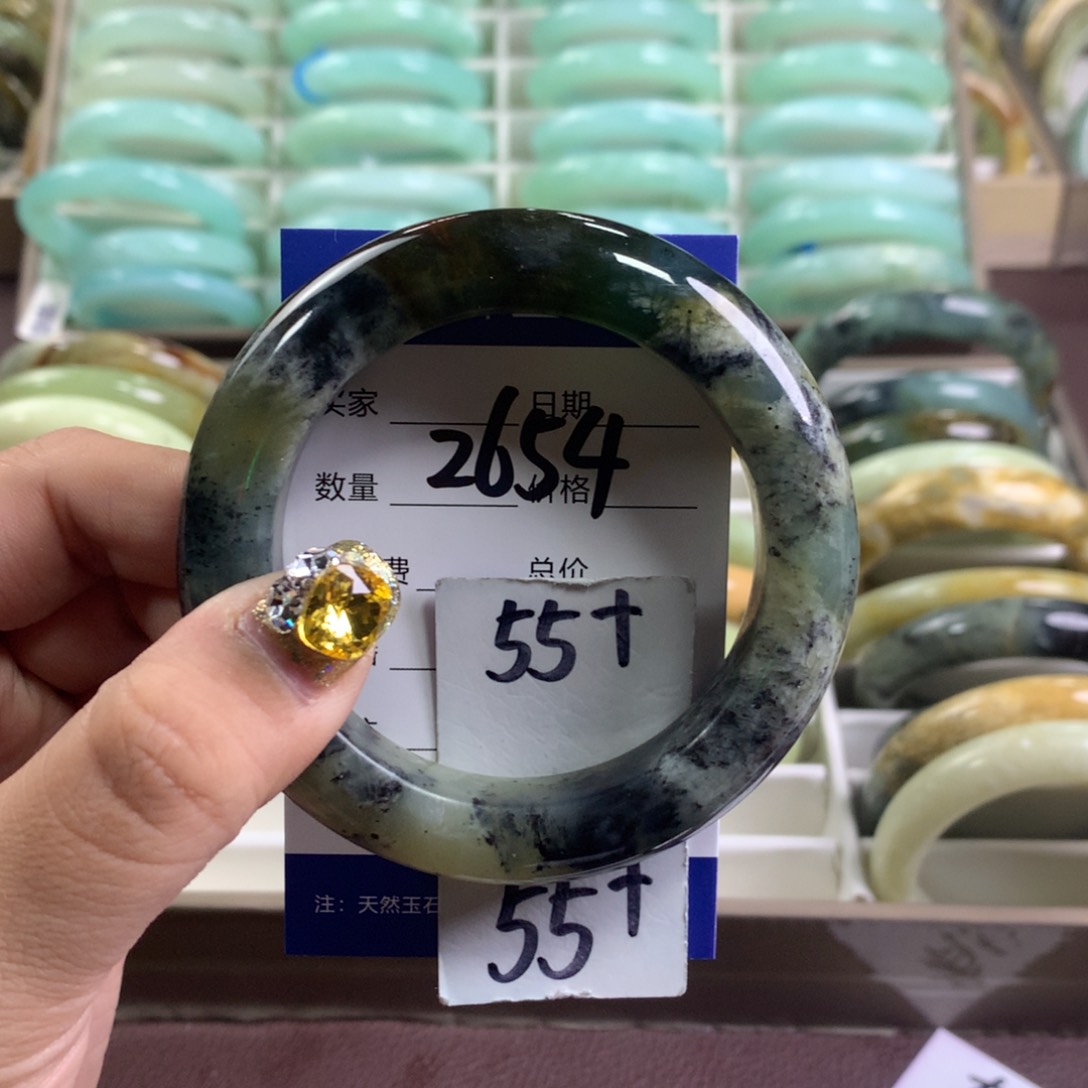 买家 日期
2654
数量 价格
费 总价
55+
注：天然玉石
55+